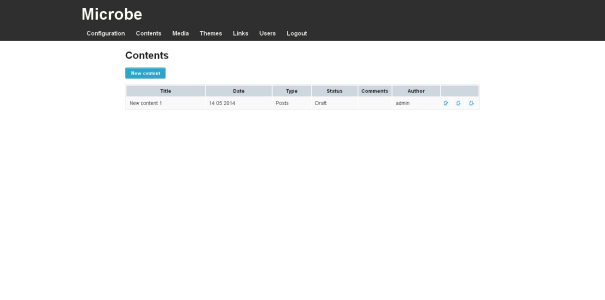 Microbe
Configuration Contents Media Themes Links Users Logout
Contents
New content
Title Date Type Status Comments Author
New content 1 14 05 2014 Posts Draft admin